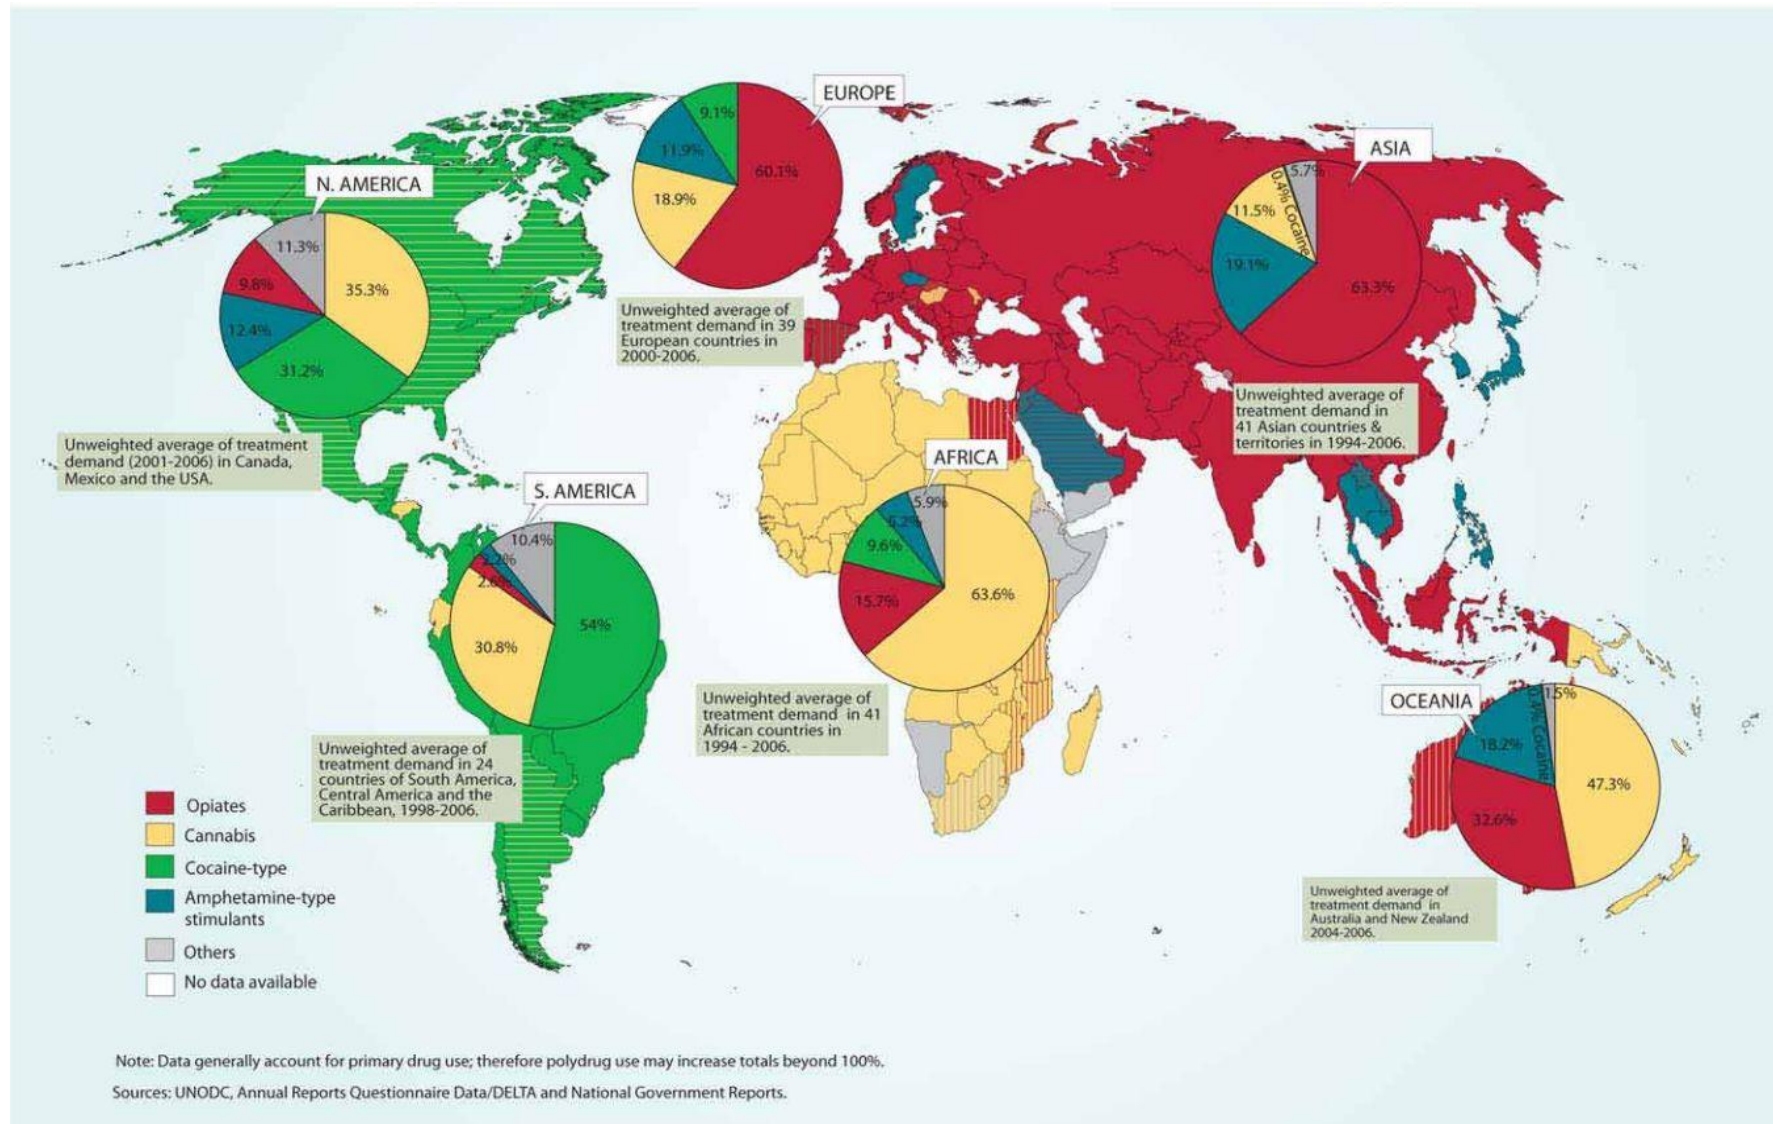 EUROPE
9.1%
11.9%
60.1%
18.9%
Unweighted average of
treatment demand in 39
European countries in
2000-2006.
ASIA
5.7%
0.4% Cocaine
11.5%
19.1%
63.3%
Unweighted average of
treatment demand in
41 Asian countries &
territories in 1994-2006.
N. AMERICA
11.3%
9.8%
35.3%
12.4%
31.2%
Unweighted average of treatment
demand (2001-2006) in Canada,
Mexico and the USA.
S. AMERICA
10.4%
2.2%
2.6%
54%
30.8%
Unweighted average of
treatment demand in 24
countries of South America,
Central America and the
Caribbean, 1998-2006.
AFRICA
5.9%
5.2%
9.6%
15.7%
63.6%
Unweighted average of
treatment demand in 41
African countries in
1994 - 2006.
OCEANIA
1.5%
0.4% Cocaine
18.2%
47.3%
32.6%
Unweighted average of
treatment demand in
Australia and New Zealand
2004-2006.
Opiates
Cannabis
Cocaine-type
Amphetamine-type
stimulants
Others
No data available
Note: Data generally account for primary drug use; therefore polydrug use may increase totals beyond 100%.
Sources: UNODC, Annual Reports Questionnaire Data/DELTA and National Government Reports.